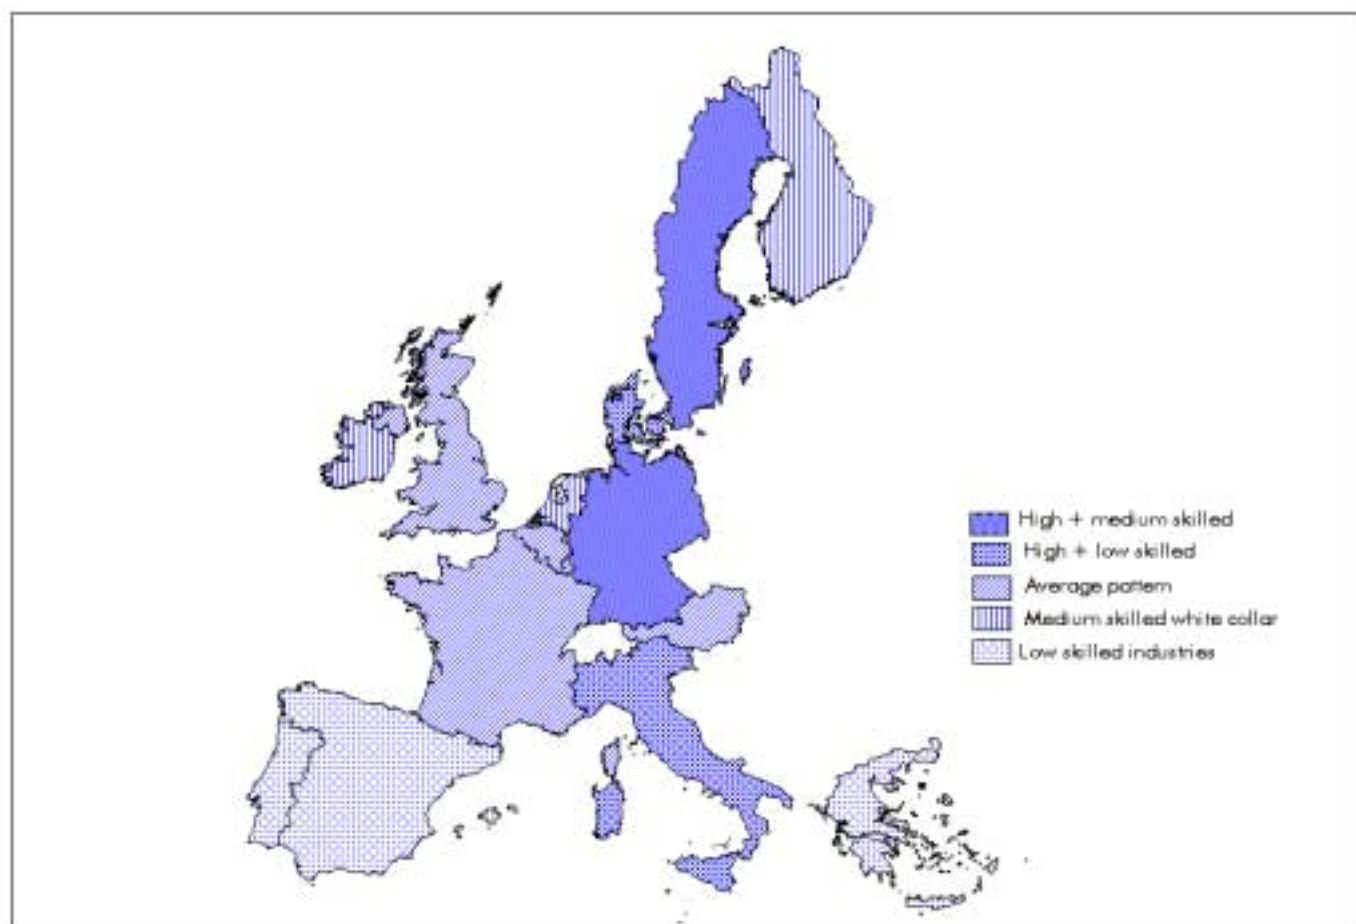 High + medium skilled
High + low skilled
Average pattern
Medium skilled white collar
Low skilled industries